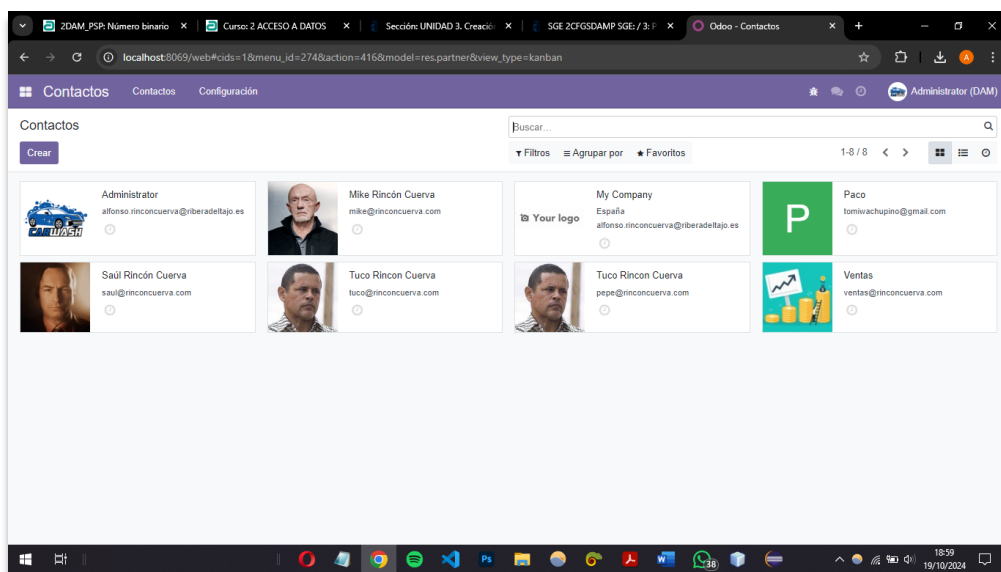 2DAM_PSP: Número binario
Curso: 2 ACCESO A DATOS
Sección: UNIDAD 3. Creació
SGE 2CFGSDAMP SGE: / 3: P
Odoo - Contactos
localhost:8069/web#cids=1&menu_id=274&action=416&model=res.partner&view_type=kanban
A
Contactos Contactos Configuración
Administrator (DAM)
Contactos
Buscar...
Crear
Filtros Agrupar por Favoritos
1-8 / 8
CARWASH
Administrator
alfonso.rinconcuerva@riberadeltajo.es
Mike Rincón Cuerva
mike@rinconcuerva.com
Your logo
My Company
España
alfonso.rinconcuerva@riberadeltajo.es
P
Paco
tomiwachupino@gmail.com
Saúl Rincón Cuerva
saul@rinconcuerva.com
Tuco Rincon Cuerva
tuco@rinconcuerva.com
Tuco Rincon Cuerva
pepe@rinconcuerva.com
Ventas
ventas@rinconcuerva.com
Ps
W
38
18:59
19/10/2024